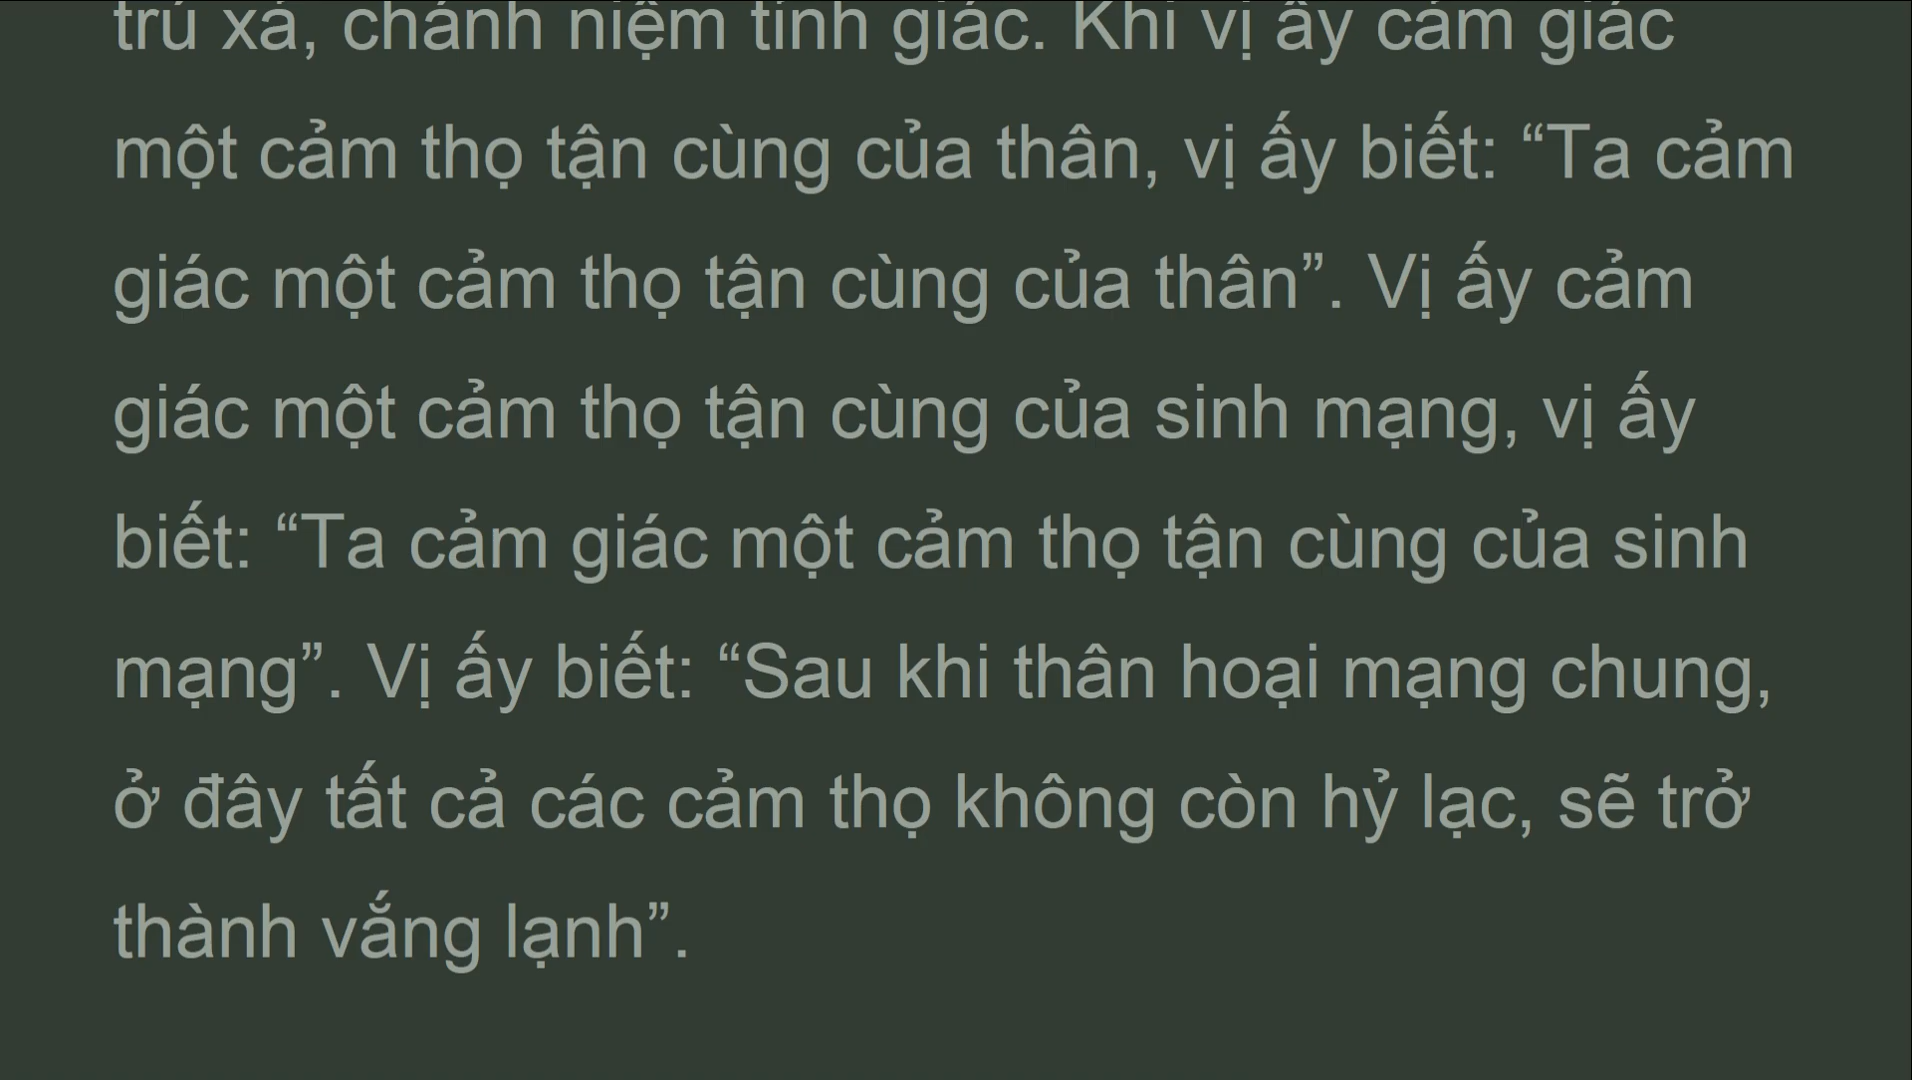 trú xả, chánh niệm tỉnh giác. Khi vị ấy cảm giác
một cảm thọ tận cùng của thân, vị ấy biết: “Ta cảm
giác một cảm thọ tận cùng của thân”. Vị ấy cảm
giác một cảm thọ tận cùng của sinh mạng, vị ấy
biết: “Ta cảm giác một cảm thọ tận cùng của sinh
mạng”. Vị ấy biết: “Sau khi thân hoại mạng chung,
ở đây tất cả các cảm thọ không còn hỷ lạc, sẽ trở
thành vắng lạnh”.